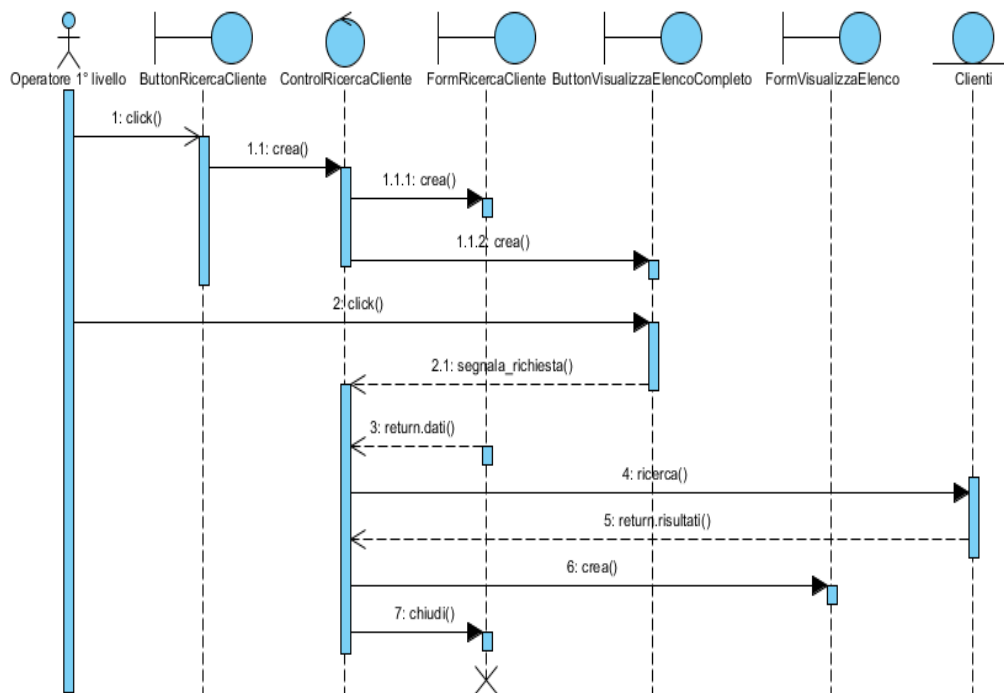 Operatore 1° livello
ButtonRicercaCliente
ControlRicercaCliente
FormRicercaCliente
ButtonVisualizzaElencoCompleto
FormVisualizzaElenco
Clienti
1: click()
1.1: crea()
1.1.1: crea()
1.1.2: crea()
2: click()
2.1: segnala_richiesta()
3: return.dati()
4: ricerca()
5: return.risultati()
6: crea()
7: chiudi()